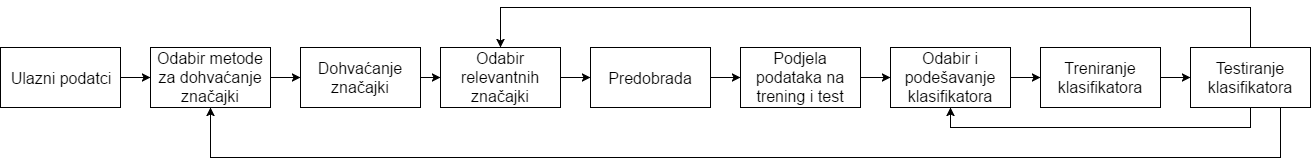 Ulazni podatci
Odabir metode
za dohvaćanje
značajki
Dohvaćanje
značajki
Odabir
relevantnih
značajki
Predobrada
Podjela
podataka na
trening i test
Odabir i
podešavanje
klasifikatora
Treniranje
klasifikatora
Testiranje
klasifikatora